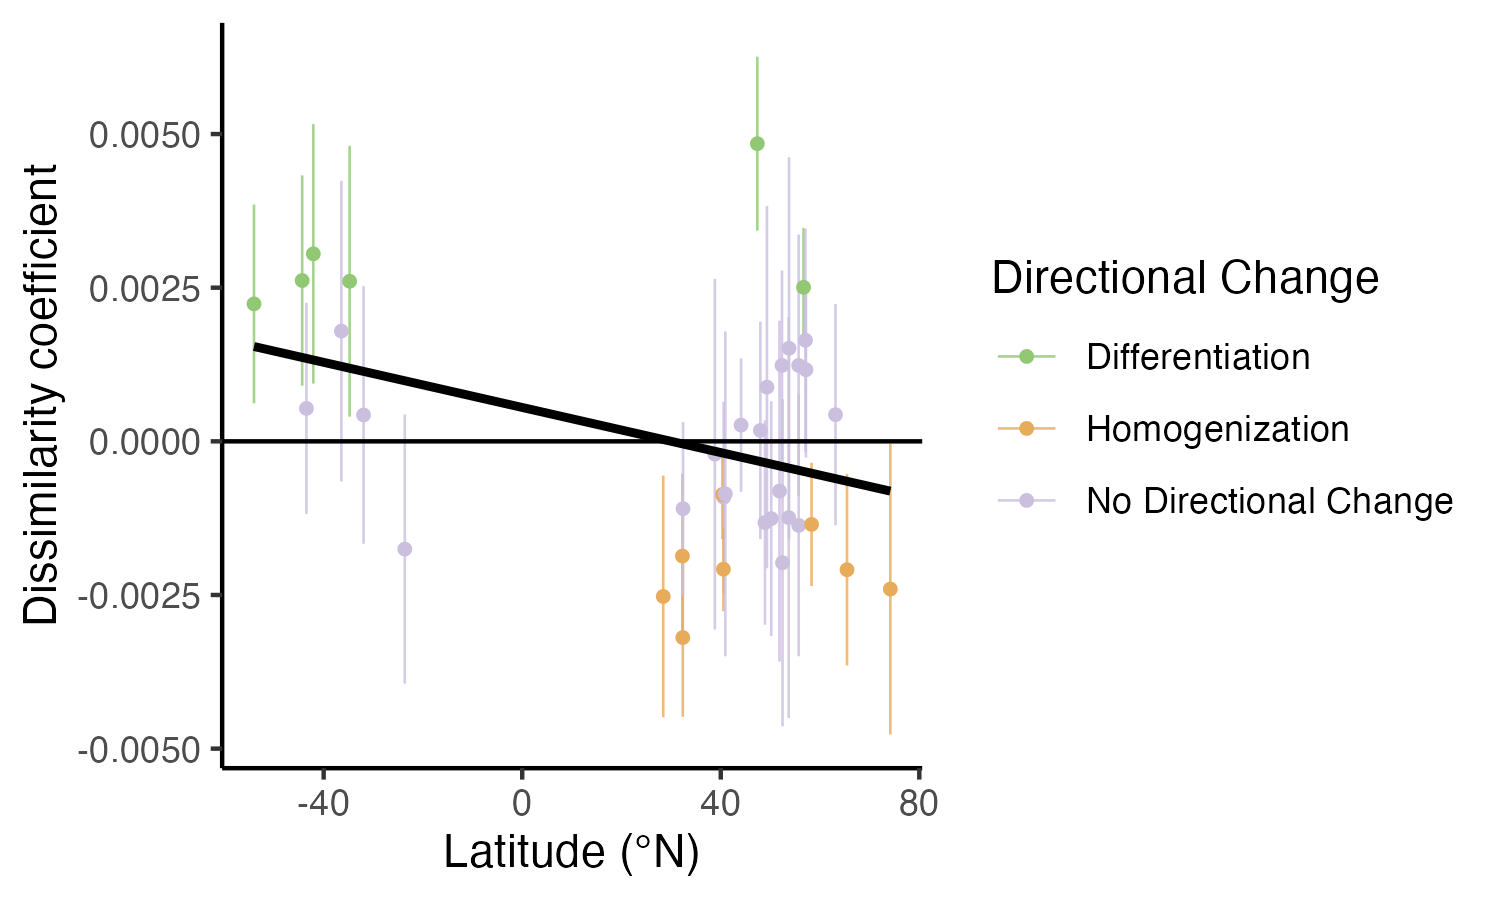 Dissimilarity coefficient
0.0050
0.0025
0.0000
-0.0025
-0.0050
-40 0 40 80
Latitude (°N)
Directional Change
Differentiation
Homogenization
No Directional Change